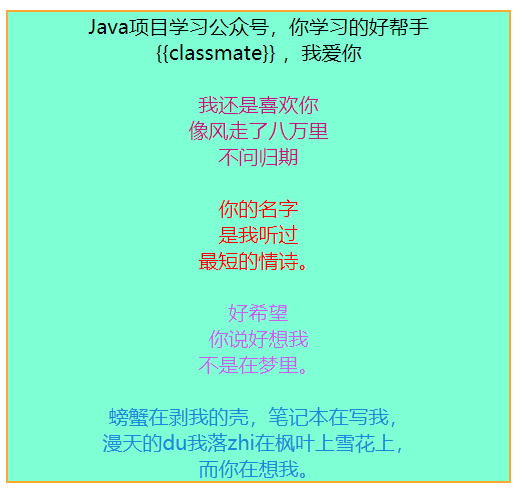 Java项目学习公众号，你学习的好帮手
{{classmate}} ，我爱你
我还是喜欢你
像风走了八万里
不问归期
你的名字
是我听过
最短的情诗。
好希望
你说好想我
不是在梦里。
螃蟹在剥我的壳，笔记本在写我，
漫天的du我落zhi在枫叶上雪花上，
而你在想我。